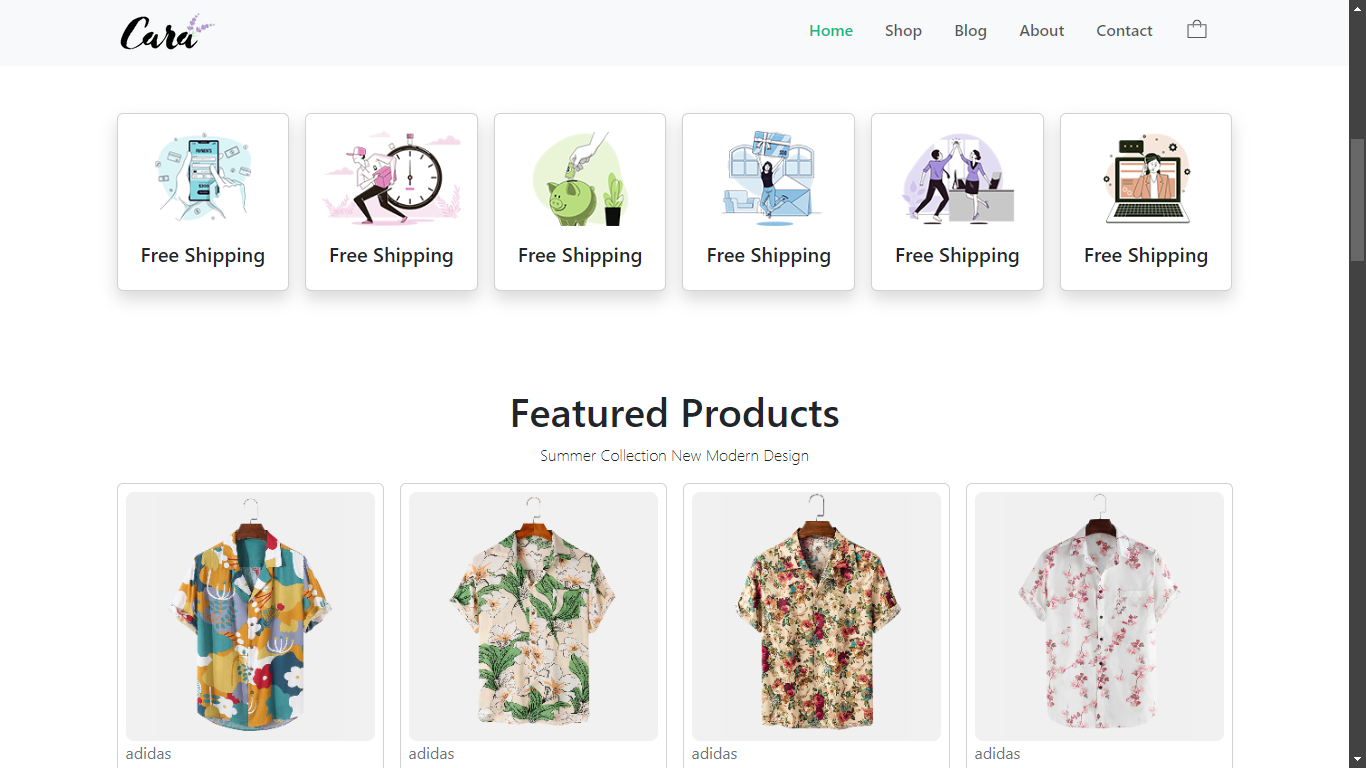 Cara
Home Shop Blog About Contact
Free Shipping Free Shipping Free Shipping Free Shipping Free Shipping Free Shipping
Featured Products
Summer Collection New Modern Design
adidas adidas adidas adidas